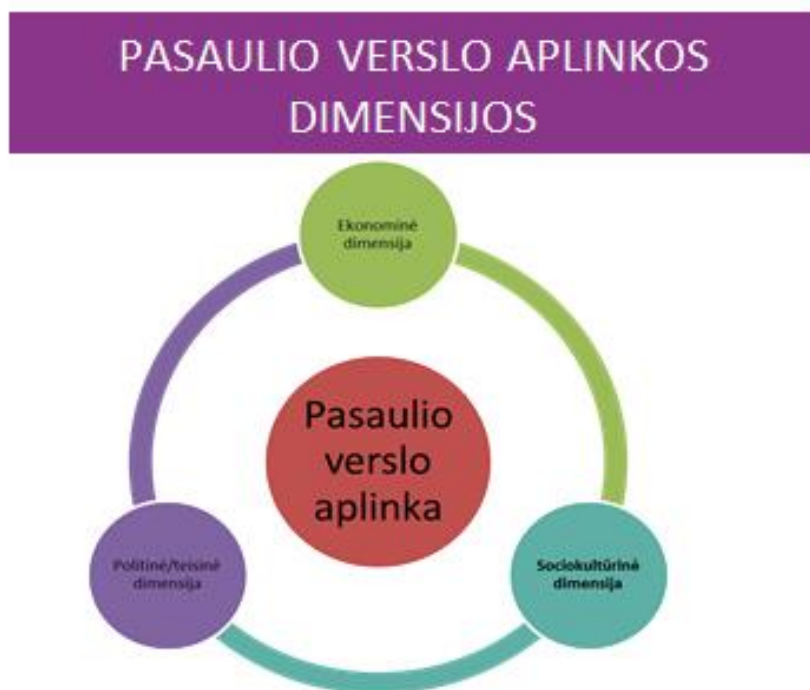 PASAULIO VERSLO APLINKOS
DIMENSIJOS
Ekonominė
dimensija
Pasaulio
verslo
aplinka
Politinė/teisinė
dimensija
Sociokultūrinė
dimensija